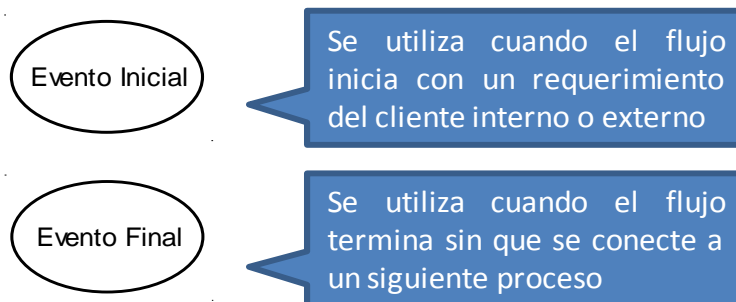 Evento Inicial
Se utiliza cuando el flujo
inicia con un requerimiento
del cliente interno o externo
Evento Final
Se utiliza cuando el flujo
termina sin que se conecte a
un siguiente proceso